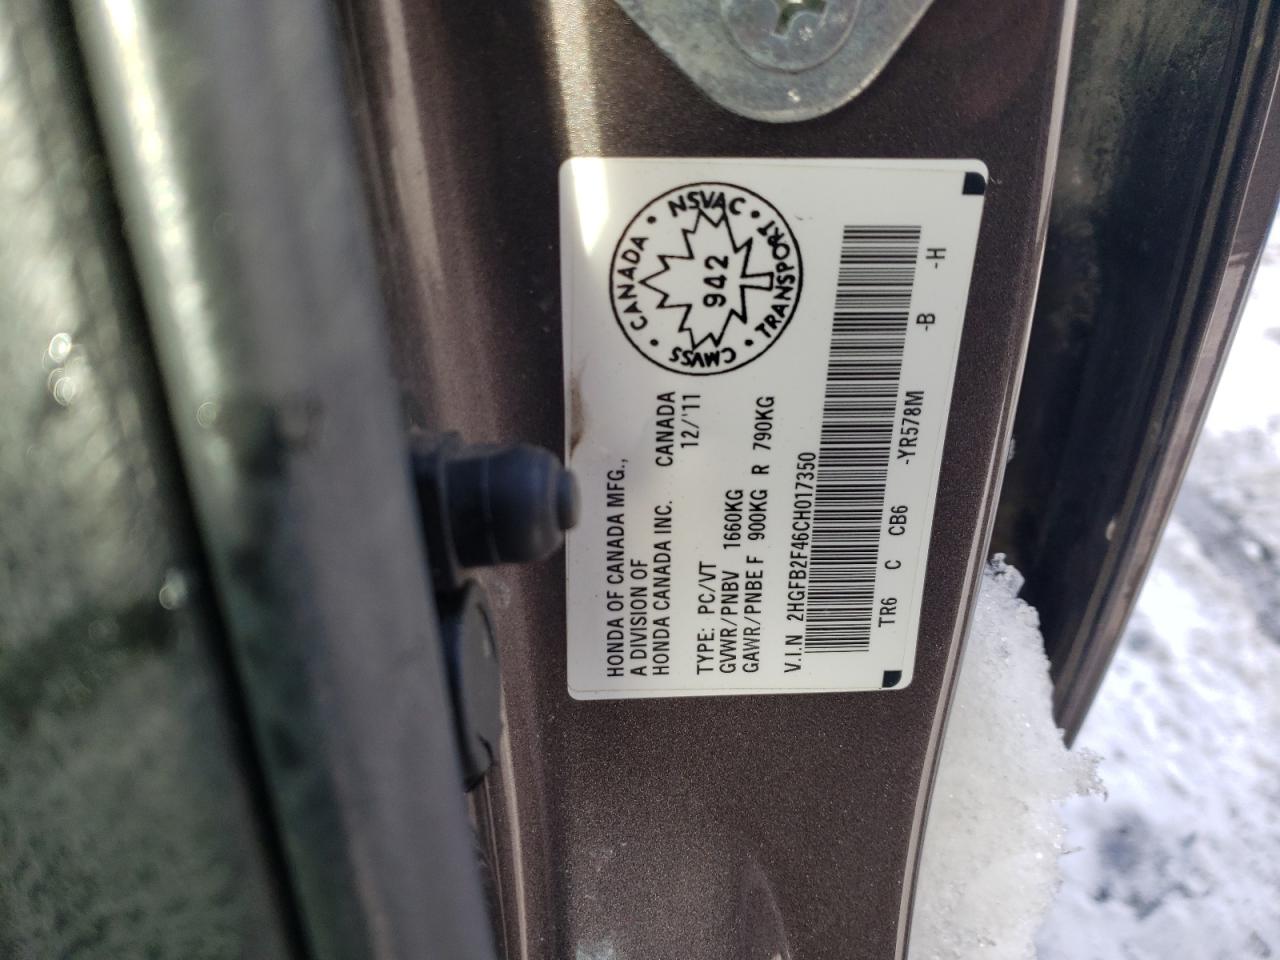 HONDA OF CANADA MFG.,
A DIVISION OF
HONDA CANADA INC. CANADA
12/'11
TYPE: PC/VT
GVWR/PNBV 1660KG
GAWR/PNBE F 900KG R 790KG
V.I.N 2HGFB2F46CH017350
TR6 C CB6 -YR578M -B -H
CANADA • NSVAC • TRANSPORT • CMVSS •
942